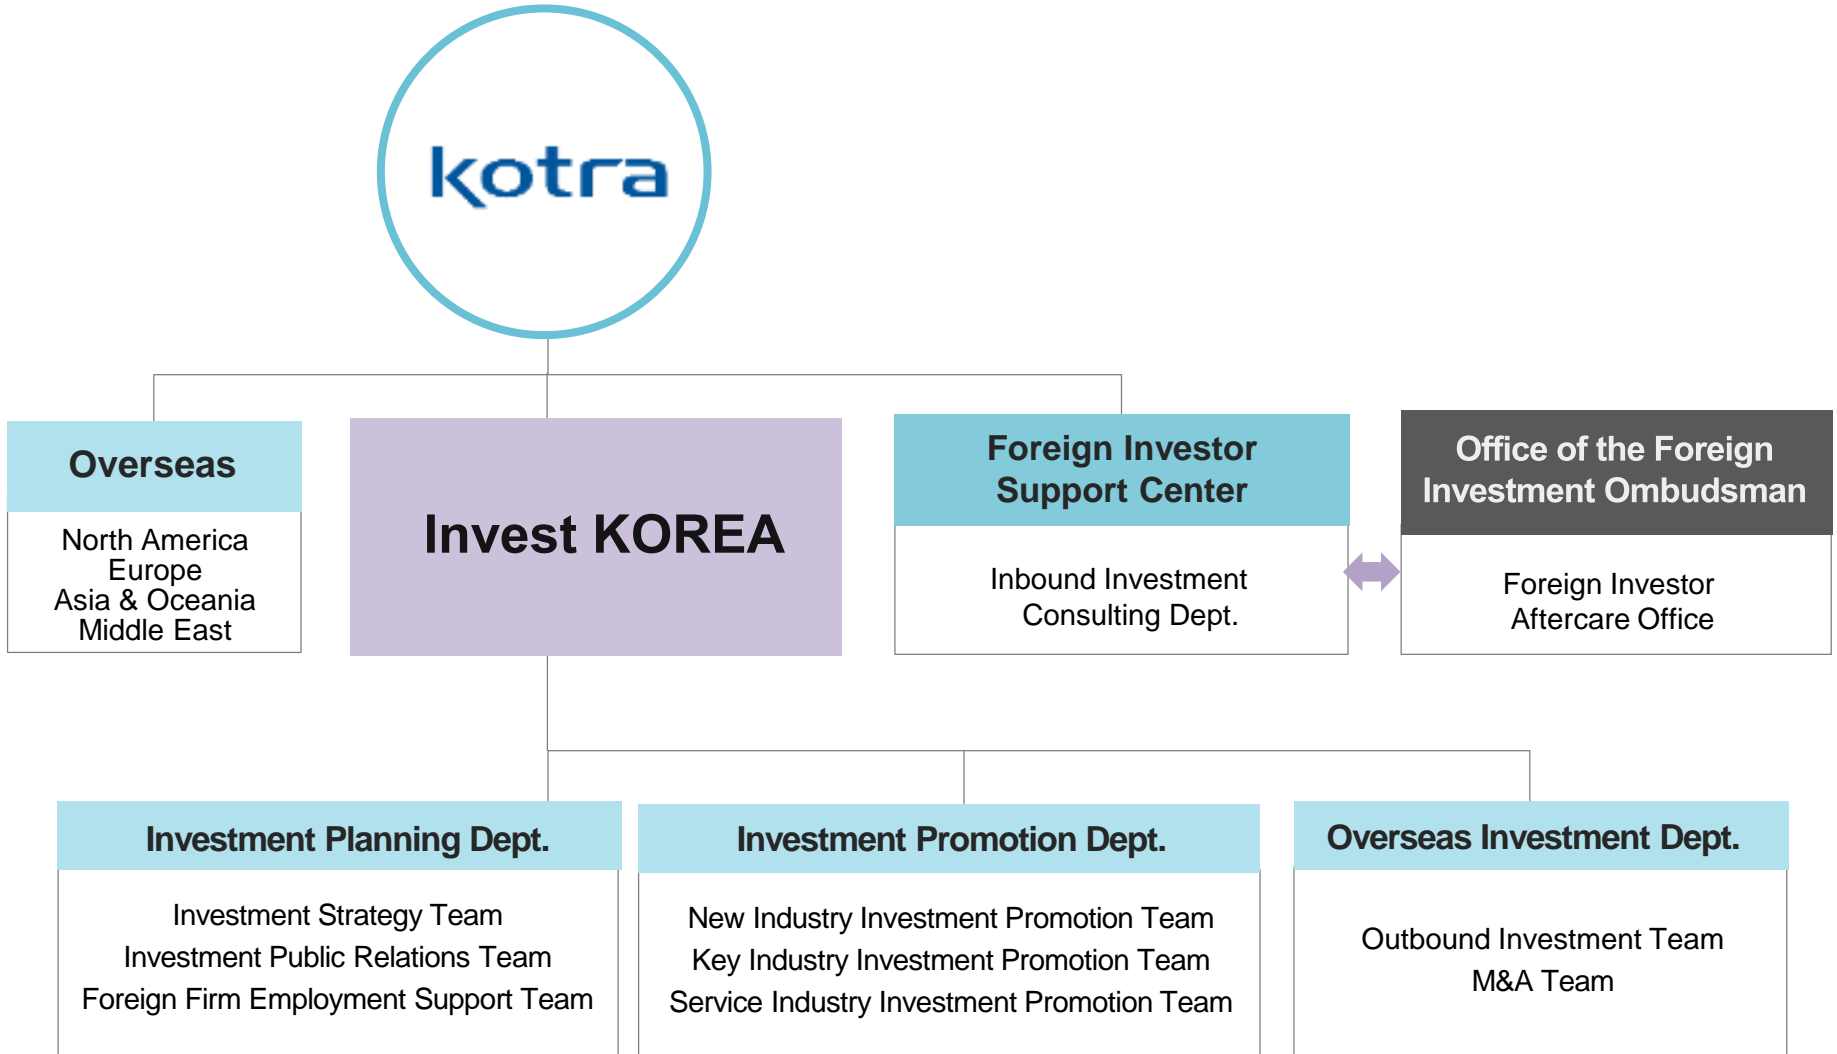 kotra
Overseas
North America
Europe
Asia & Oceania
Middle East
Invest KOREA
Foreign Investor
Support Center
Inbound Investment
Consulting Dept.
Office of the Foreign
Investment Ombudsman
Foreign Investor
Aftercare Office
Investment Planning Dept.
Investment Strategy Team
Investment Public Relations Team
Foreign Firm Employment Support Team
Investment Promotion Dept.
New Industry Investment Promotion Team
Key Industry Investment Promotion Team
Service Industry Investment Promotion Team
Overseas Investment Dept.
Outbound Investment Team
M&A Team